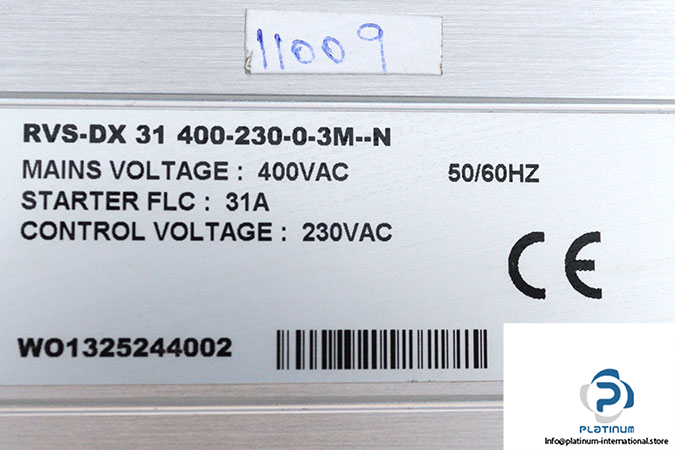 11009
RVS-DX 31 400-230-0-3M--N
MAINS VOLTAGE : 400VAC 50/60HZ
STARTER FLC : 31A
CONTROL VOLTAGE : 230VAC
CE
WO1325244002
PLATINUM
Info@platinum-international.store